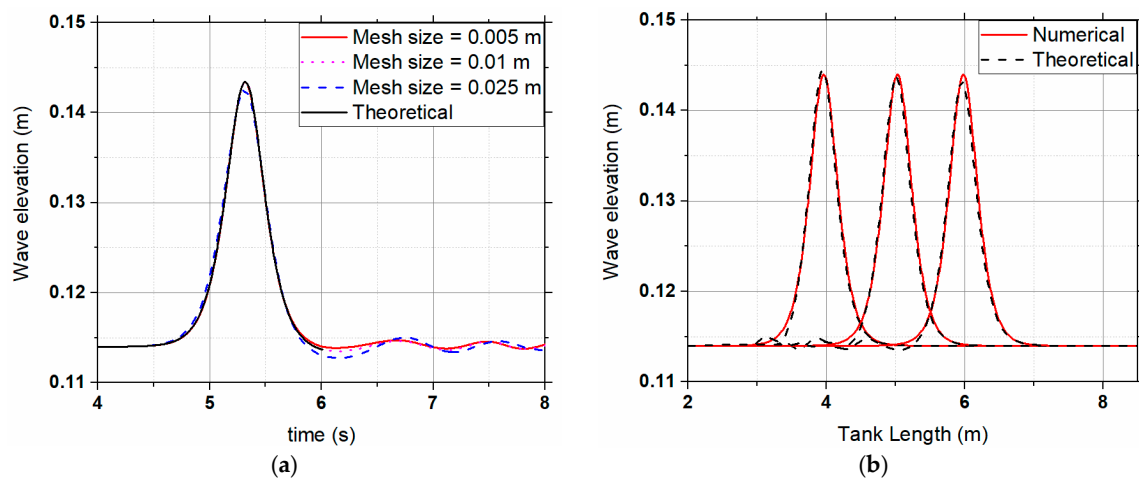 0.15
0.14
0.13
0.12
0.11
Wave elevation (m)
Mesh size = 0.005 m
Mesh size = 0.01 m
Mesh size = 0.025 m
Theoretical
4
5
6
7
8
time (s)
(a)
0.15
0.14
0.13
0.12
0.11
Wave elevation (m)
Numerical
Theoretical
2
4
6
8
Tank Length (m)
(b)